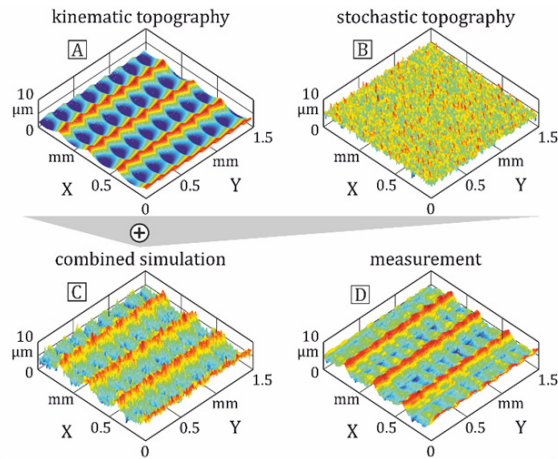 kinematic topography
stochastic topography
A
B
10
µm
0
mm
X
0.5
0
0.5
mm
Y
1.5
10
µm
0
mm
X
0.5
0
0.5
mm
Y
1.5
+
combined simulation
measurement
C
D
10
µm
0
mm
X
0.5
0
0.5
mm
Y
1.5
10
µm
0
mm
X
0.5
0
0.5
mm
Y
1.5